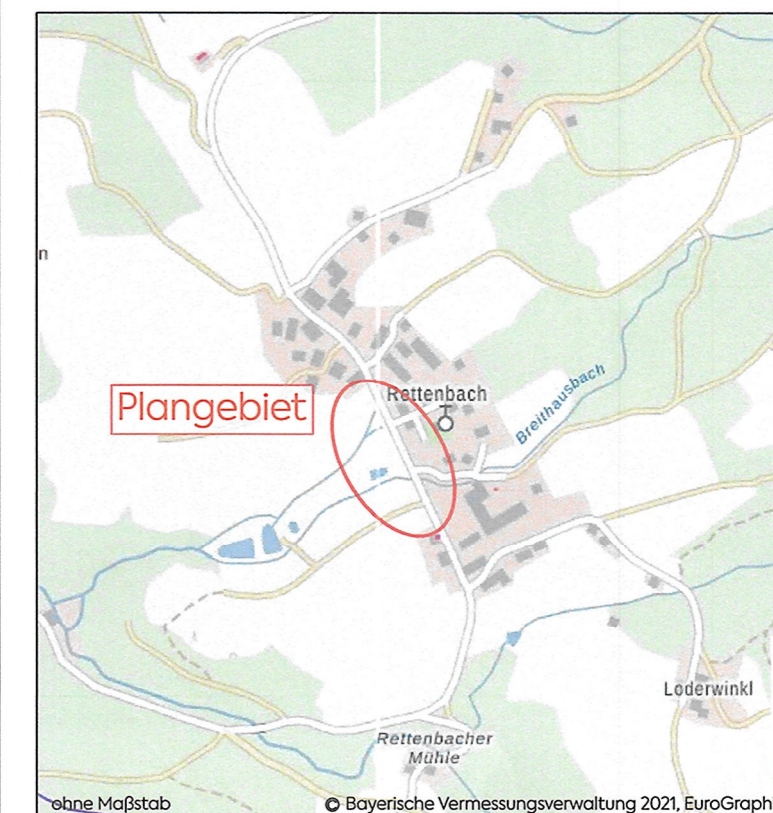 n
Plangebiet
Rettenbach
Breithausbach
Loderwinkl
Rettenbacher
Mühle
ohne Maßstab
© Bayerische Vermessungsverwaltung 2021, EuroGraph